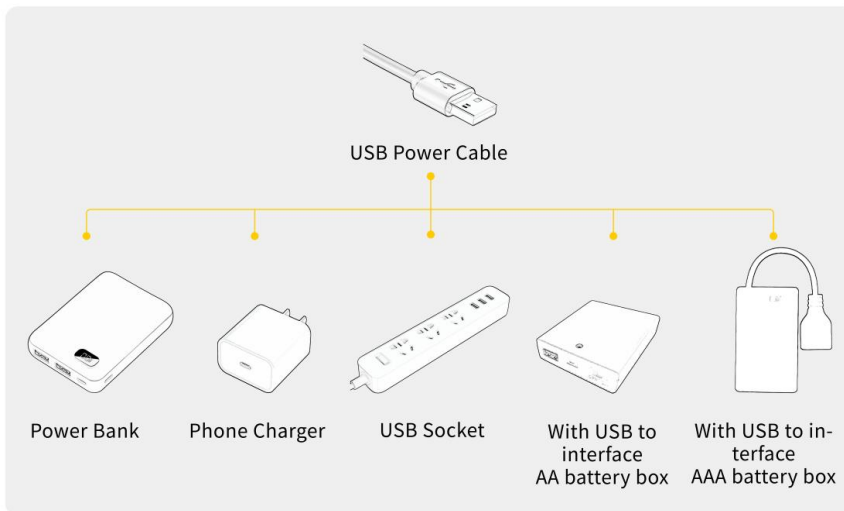 USB Power Cable
Power Bank
Phone Charger
USB Socket
With USB to
interface
AA battery box
With USB to in-
terface
AAA battery box